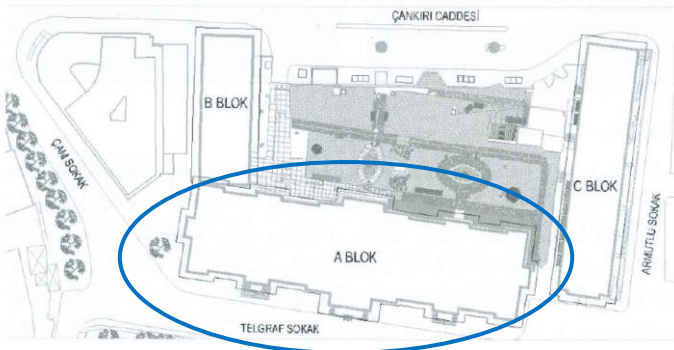 ÇANKIRI CADDESİ
B BLOK
ÇAM SOKAK
C BLOK
A BLOK
ARMUTLU SOKAK
TELGRAF SOKAK